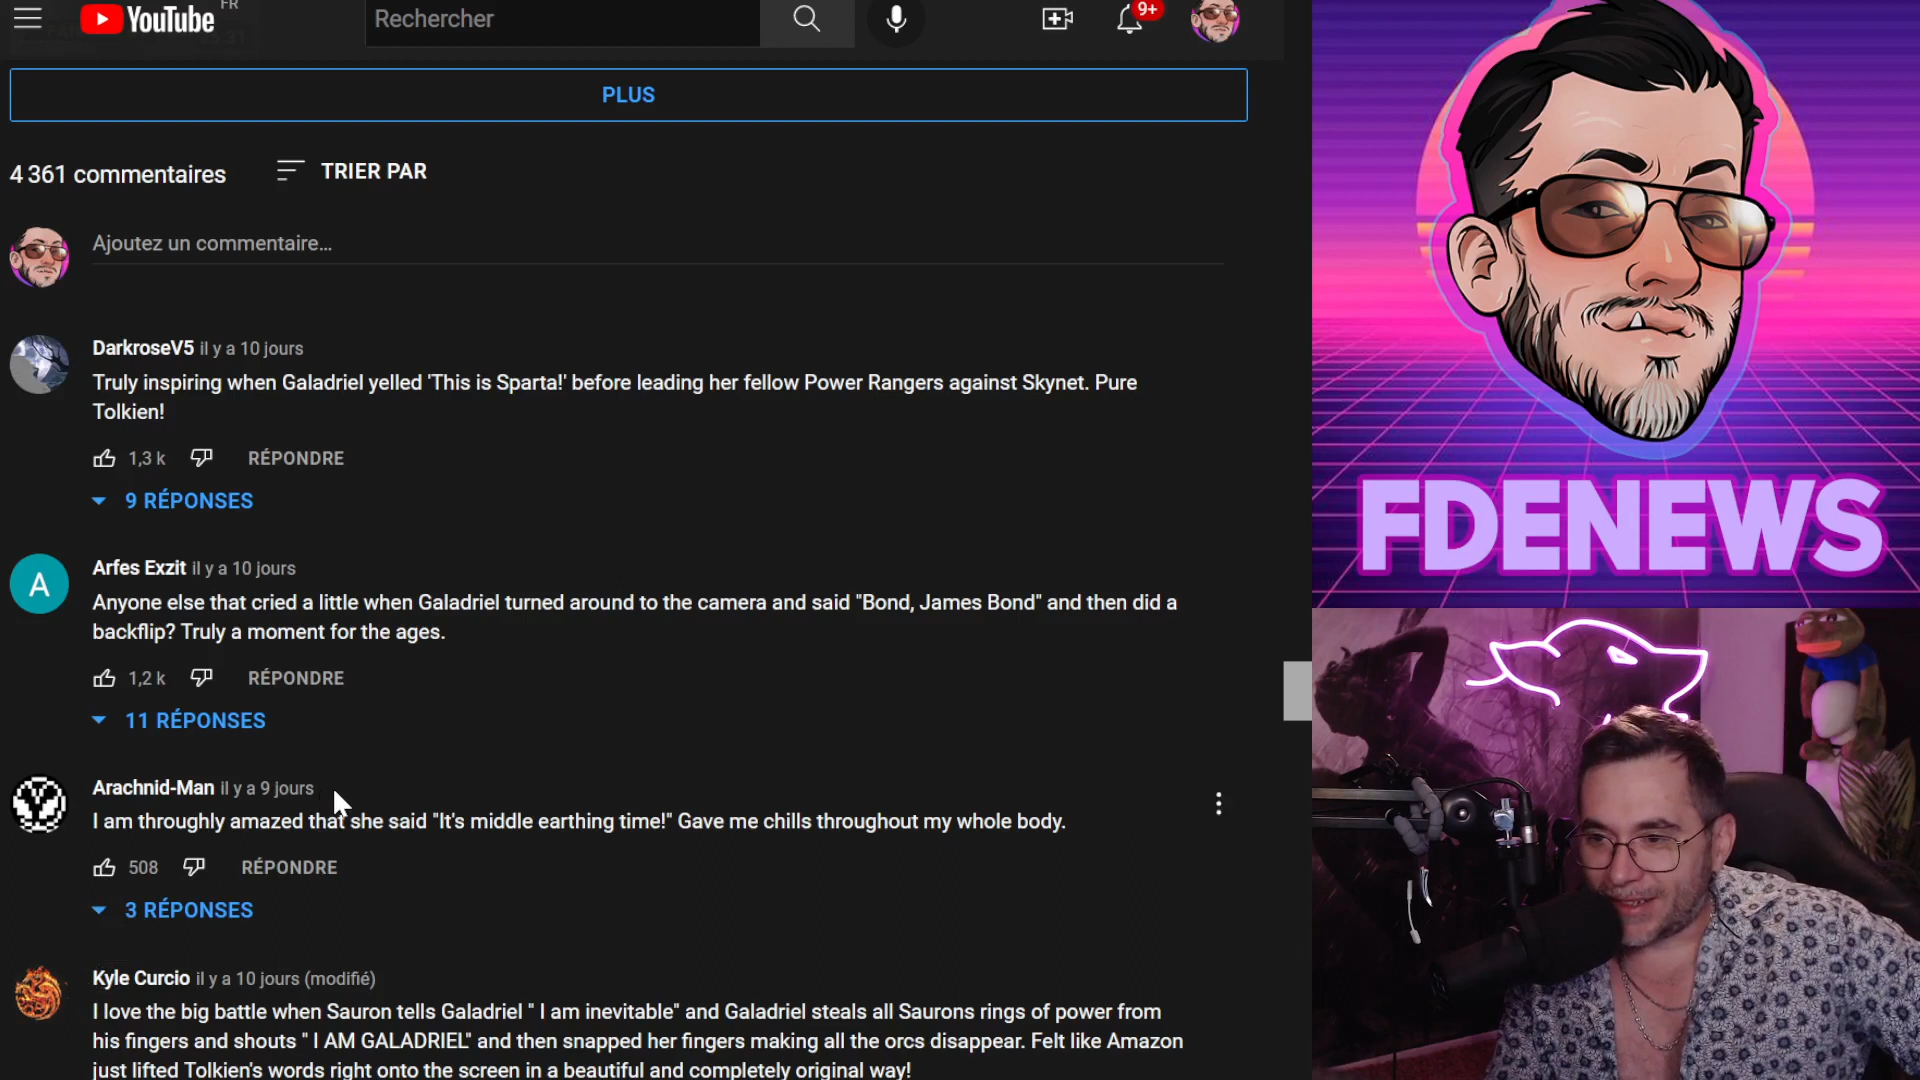 FR
YouTube
Rechercher
9+
PLUS
4 361 commentaires
TRIER PAR
Ajoutez un commentaire...
DarkroseV5 il y a 10 jours
Truly inspiring when Galadriel yelled 'This is Sparta!' before leading her fellow Power Rangers against Skynet. Pure
Tolkien!
1,3 k
RÉPONDRE
9 RÉPONSES
A
Arfes Exzit il y a 10 jours
Anyone else that cried a little when Galadriel turned around to the camera and said "Bond, James Bond" and then did a
backflip? Truly a moment for the ages.
1,2 k
RÉPONDRE
11 RÉPONSES
Arachnid-Man il y a 9 jours
I am throughly amazed that she said "It's middle earthing time!" Gave me chills throughout my whole body.
508
RÉPONDRE
3 RÉPONSES
Kyle Curcio il y a 10 jours (modifié)
I love the big battle when Sauron tells Galadriel " I am inevitable" and Galadriel steals all Saurons rings of power from
his fingers and shouts " I AM GALADRIEL" and then snapped her fingers making all the orcs disappear. Felt like Amazon
just lifted Tolkien's words right onto the screen in a beautiful and completely original way!
FDENEWS